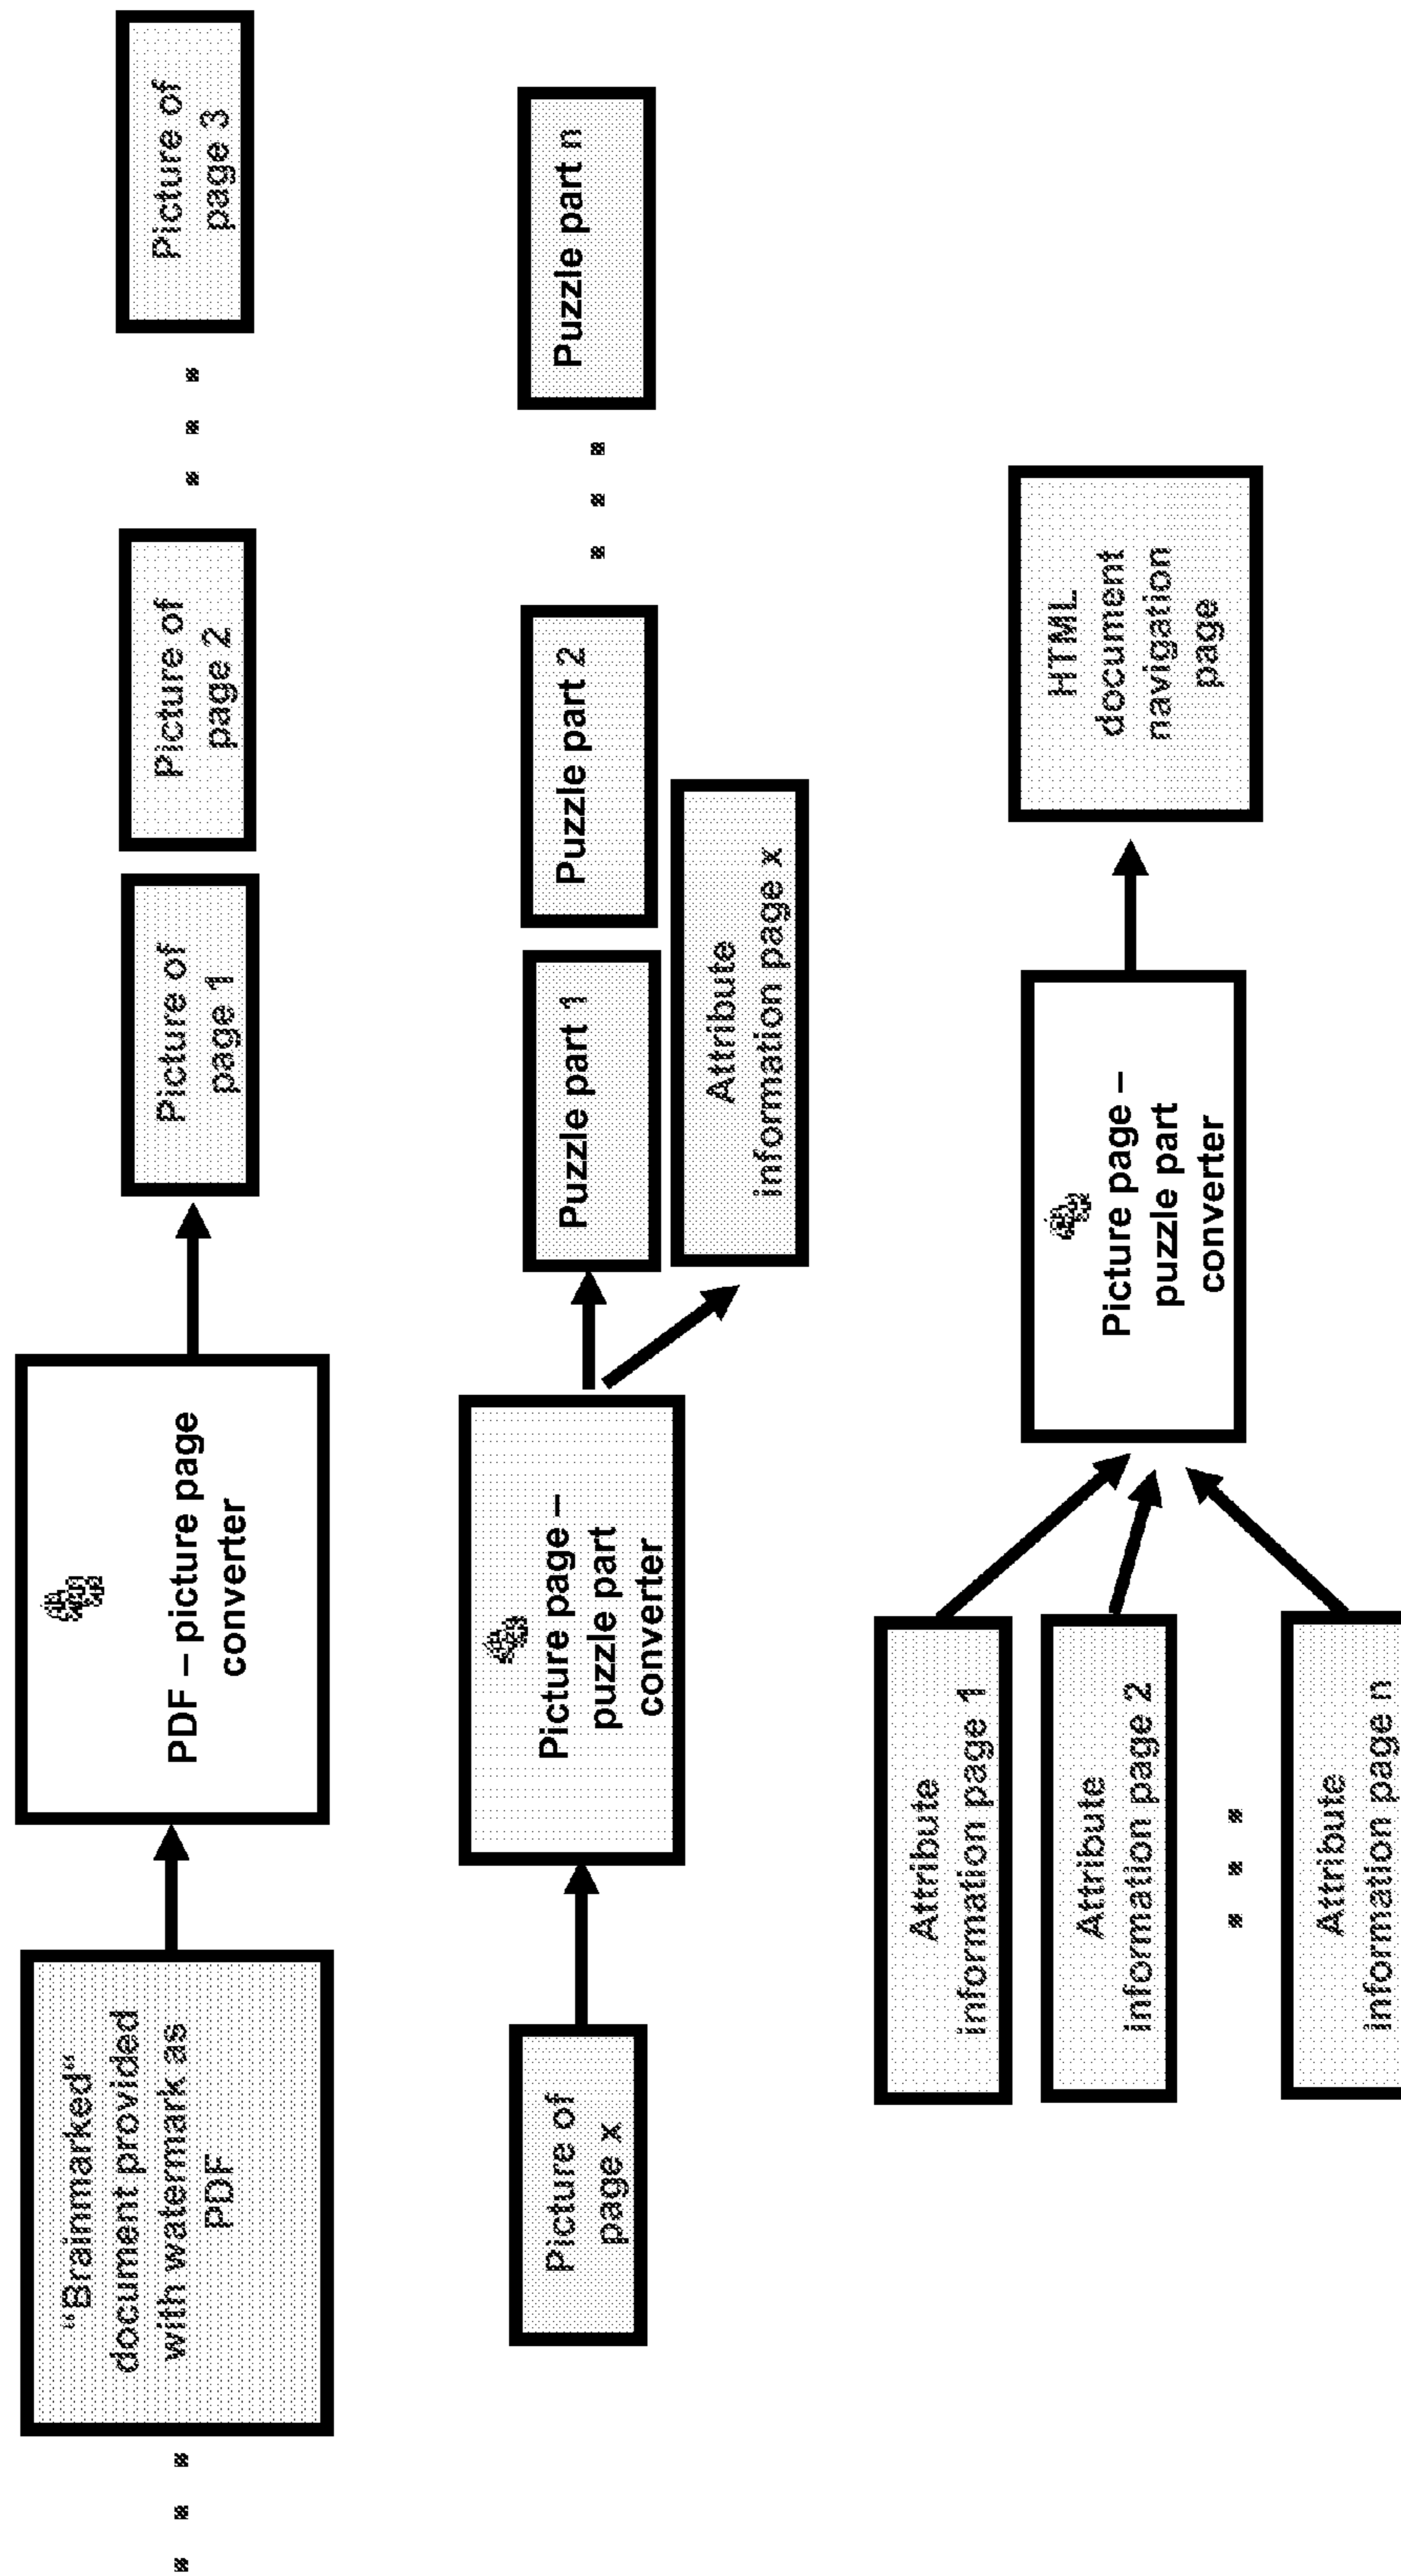 “Brainmarked“
document provided
with watermark as
PDF
PDF – picture page
converter
Picture of
page 1
Picture of
page 2
Picture of
page 3
Picture of
page x
Picture page –
puzzle part
converter
Puzzle part 1
Puzzle part 2
Puzzle part n
Attribute
information page x
Attribute
information page 1
Attribute
information page 2
Attribute
information page n
Picture page –
puzzle part
converter
HTML
document
navigation
page